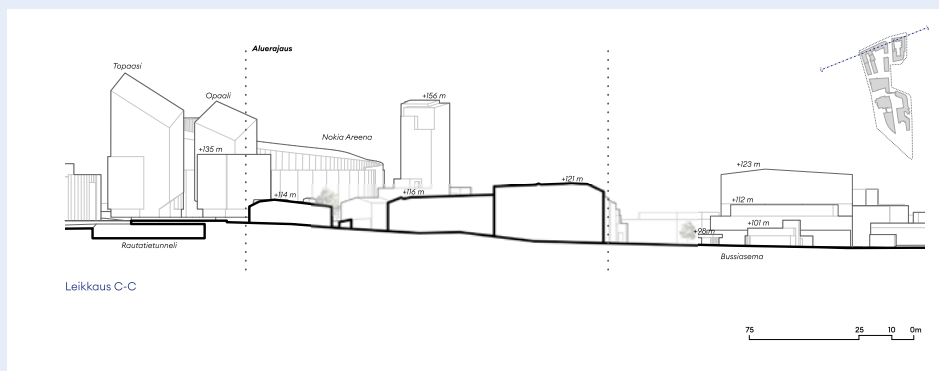 Aluerajaus
Topaasi
Opaali
+156 m
Nokia Areena
+135 m
+123 m
+121 m
+116 m
+114 m
+112 m
+101 m
+98 m
Rautatietunneli
Bussiasema
Leikkaus C-C
75 25 10 0m